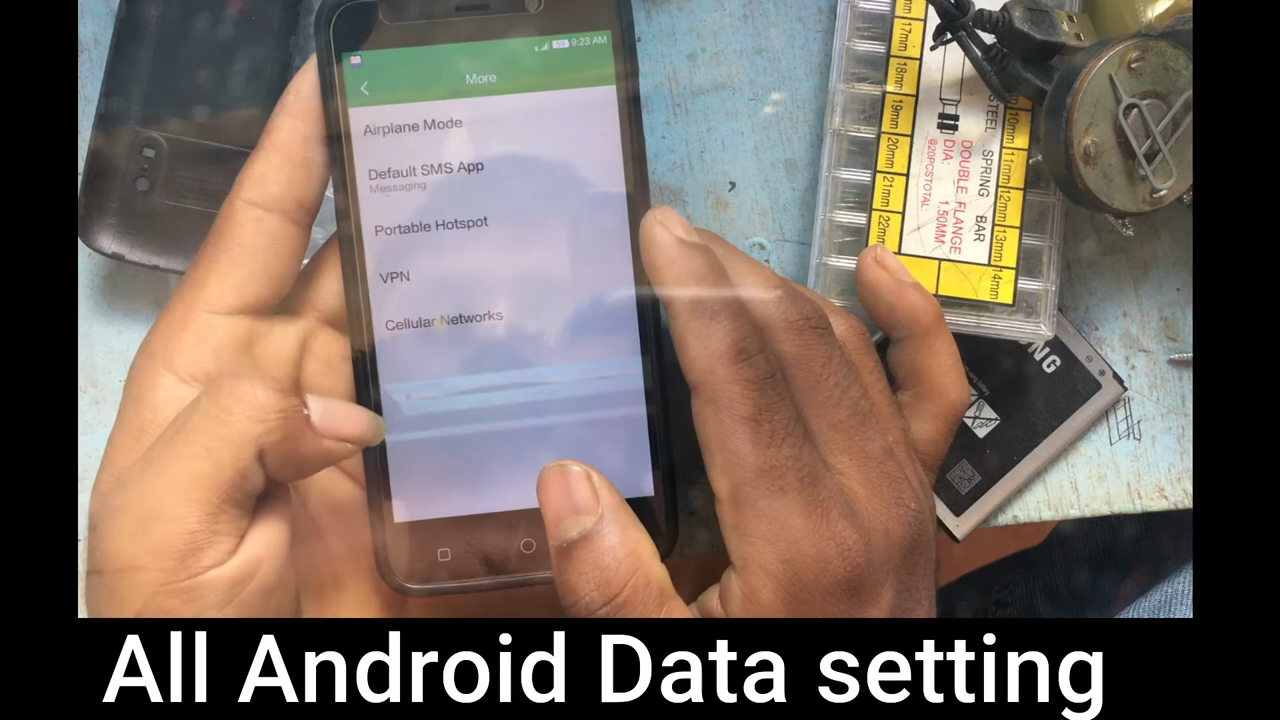 9:23 AM
More
Airplane Mode
Default SMS App
Messaging
Portable Hotspot
VPN
Cellular Networks
17mm
18mm
19mm
20mm
21mm
22mm
STEEL SPRING BAR
DOUBLE FLANGE
DIA: 1.50MM
@20PCSTOTAL
10mm
11mm
12mm
13mm
14mm
NG
All Android Data setting